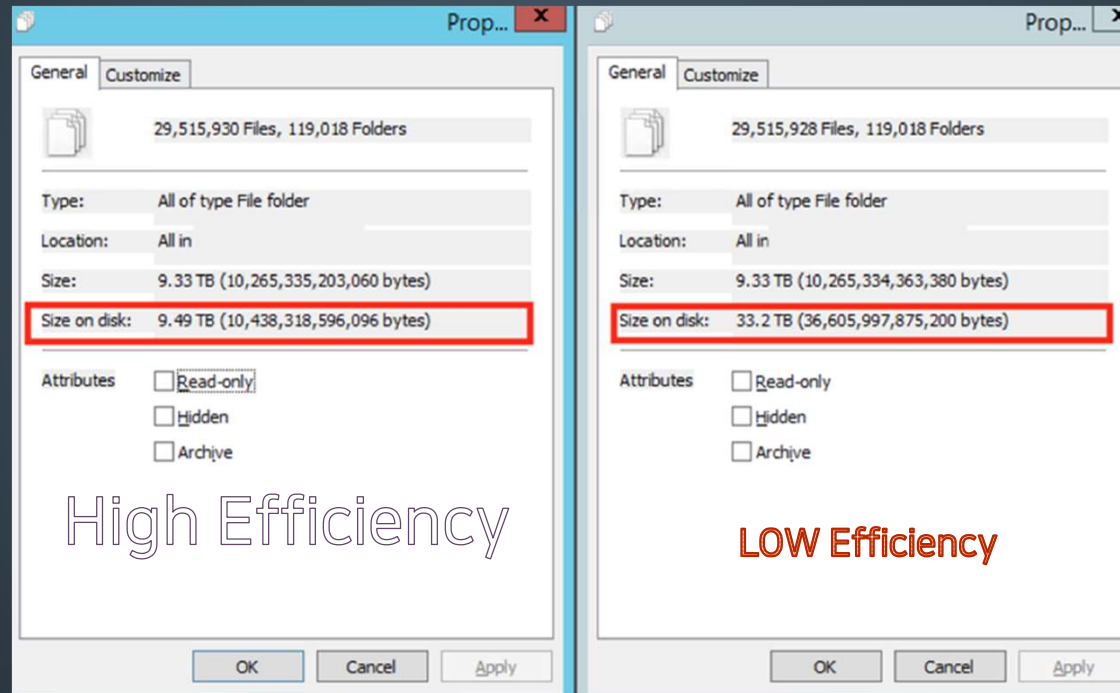 Prop...
x
General
Customize
29,515,930 Files, 119,018 Folders
Type: All of type File folder
Location: All in
Size: 9.33 TB (10,265,335,203,060 bytes)
Size on disk: 9.49 TB (10,438,318,596,096 bytes)
Attributes
Read-only
Hidden
Archive
High Efficiency
OK
Cancel
Apply
Prop...
x
General
Customize
29,515,928 Files, 119,018 Folders
Type: All of type File folder
Location: All in
Size: 9.33 TB (10,265,334,363,380 bytes)
Size on disk: 33.2 TB (36,605,997,875,200 bytes)
Attributes
Read-only
Hidden
Archive
LOW Efficiency
OK
Cancel
Apply